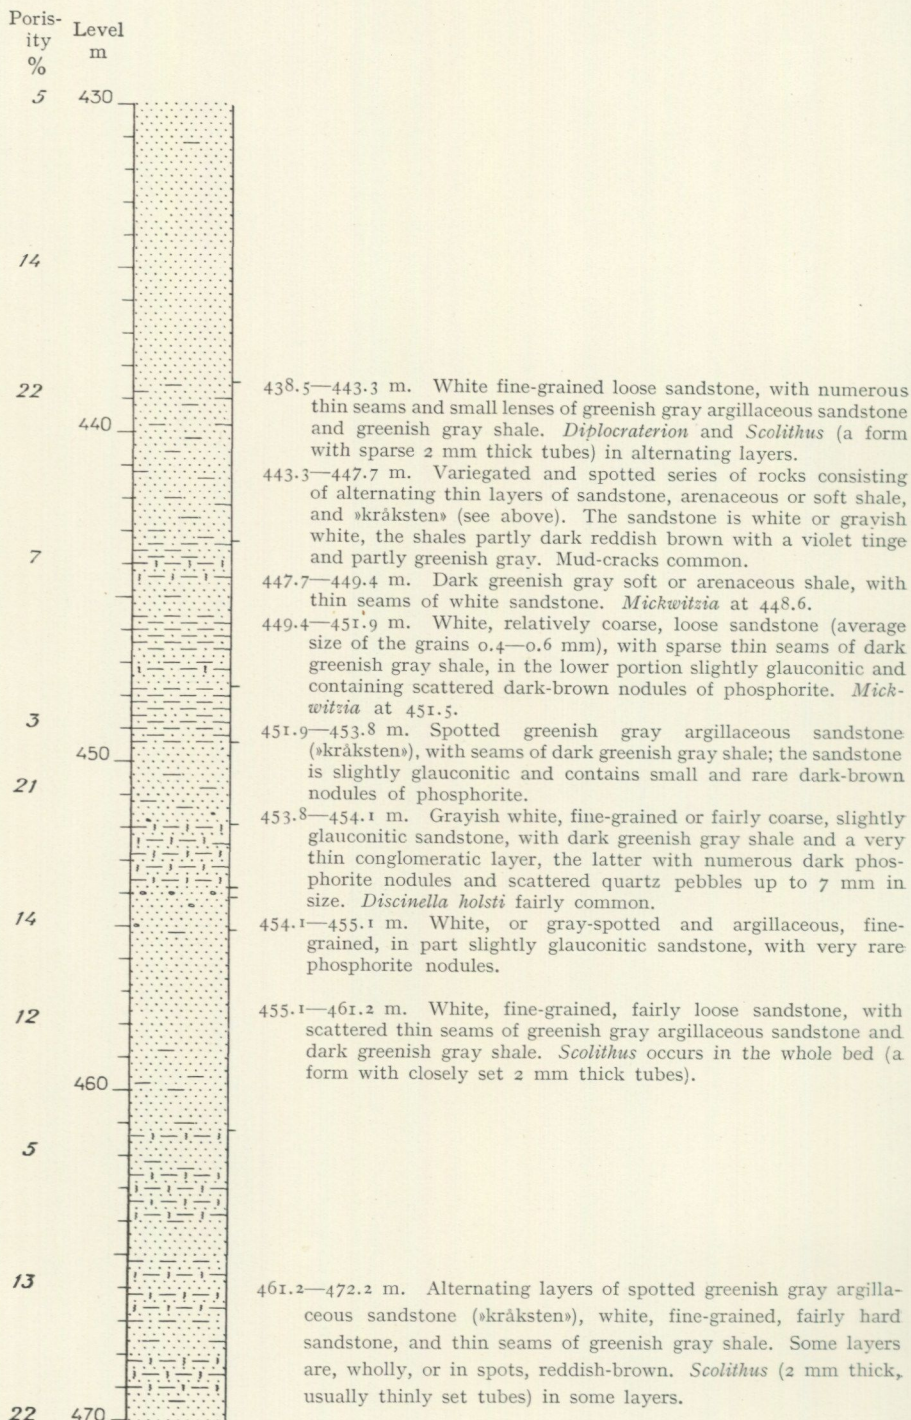 Poris-
ity
%
Level
m
5 430
14
22
440
7
3
450
21
14
12
460
5
13
22 470
438.5—443.3 m. White fine-grained loose sandstone, with numerous
thin seams and small lenses of greenish gray argillaceous sandstone
and greenish gray shale. Diplocraterion and Scolithus (a form
with sparse 2 mm thick tubes) in alternating layers.
443.3—447.7 m. Variegated and spotted series of rocks consisting
of alternating thin layers of sandstone, arenaceous or soft shale,
and »kråksten» (see above). The sandstone is white or grayish
white, the shales partly dark reddish brown with a violet tinge
and partly greenish gray. Mud-cracks common.
447.7—449.4 m. Dark greenish gray soft or arenaceous shale, with
thin seams of white sandstone. Mickwitzia at 448.6.
449.4—451.9 m. White, relatively coarse, loose sandstone (average
size of the grains 0.4—0.6 mm), with sparse thin seams of dark
greenish gray shale, in the lower portion slightly glauconitic and
containing scattered dark-brown nodules of phosphorite. Mick-
witzia at 451.5.
451.9—453.8 m. Spotted greenish gray argillaceous sandstone
(»kråksten»), with seams of dark greenish gray shale; the sandstone
is slightly glauconitic and contains small and rare dark-brown
nodules of phosphorite.
453.8—454.1 m. Grayish white, fine-grained or fairly coarse, slightly
glauconitic sandstone, with dark greenish gray shale and a very
thin conglomeratic layer, the latter with numerous dark phos-
phorite nodules and scattered quartz pebbles up to 7 mm in
size. Discinella holsti fairly common.
454.1—455.1 m. White, or gray-spotted and argillaceous, fine-
grained, in part slightly glauconitic sandstone, with very rare
phosphorite nodules.
455.1—461.2 m. White, fine-grained, fairly loose sandstone, with
scattered thin seams of greenish gray argillaceous sandstone and
dark greenish gray shale. Scolithus occurs in the whole bed (a
form with closely set 2 mm thick tubes).
461.2—472.2 m. Alternating layers of spotted greenish gray argilla-
ceous sandstone (»kråksten»), white, fine-grained, fairly hard
sandstone, and thin seams of greenish gray shale. Some layers
are, wholly, or in spots, reddish-brown. Scolithus (2 mm thick,
usually thinly set tubes) in some layers.